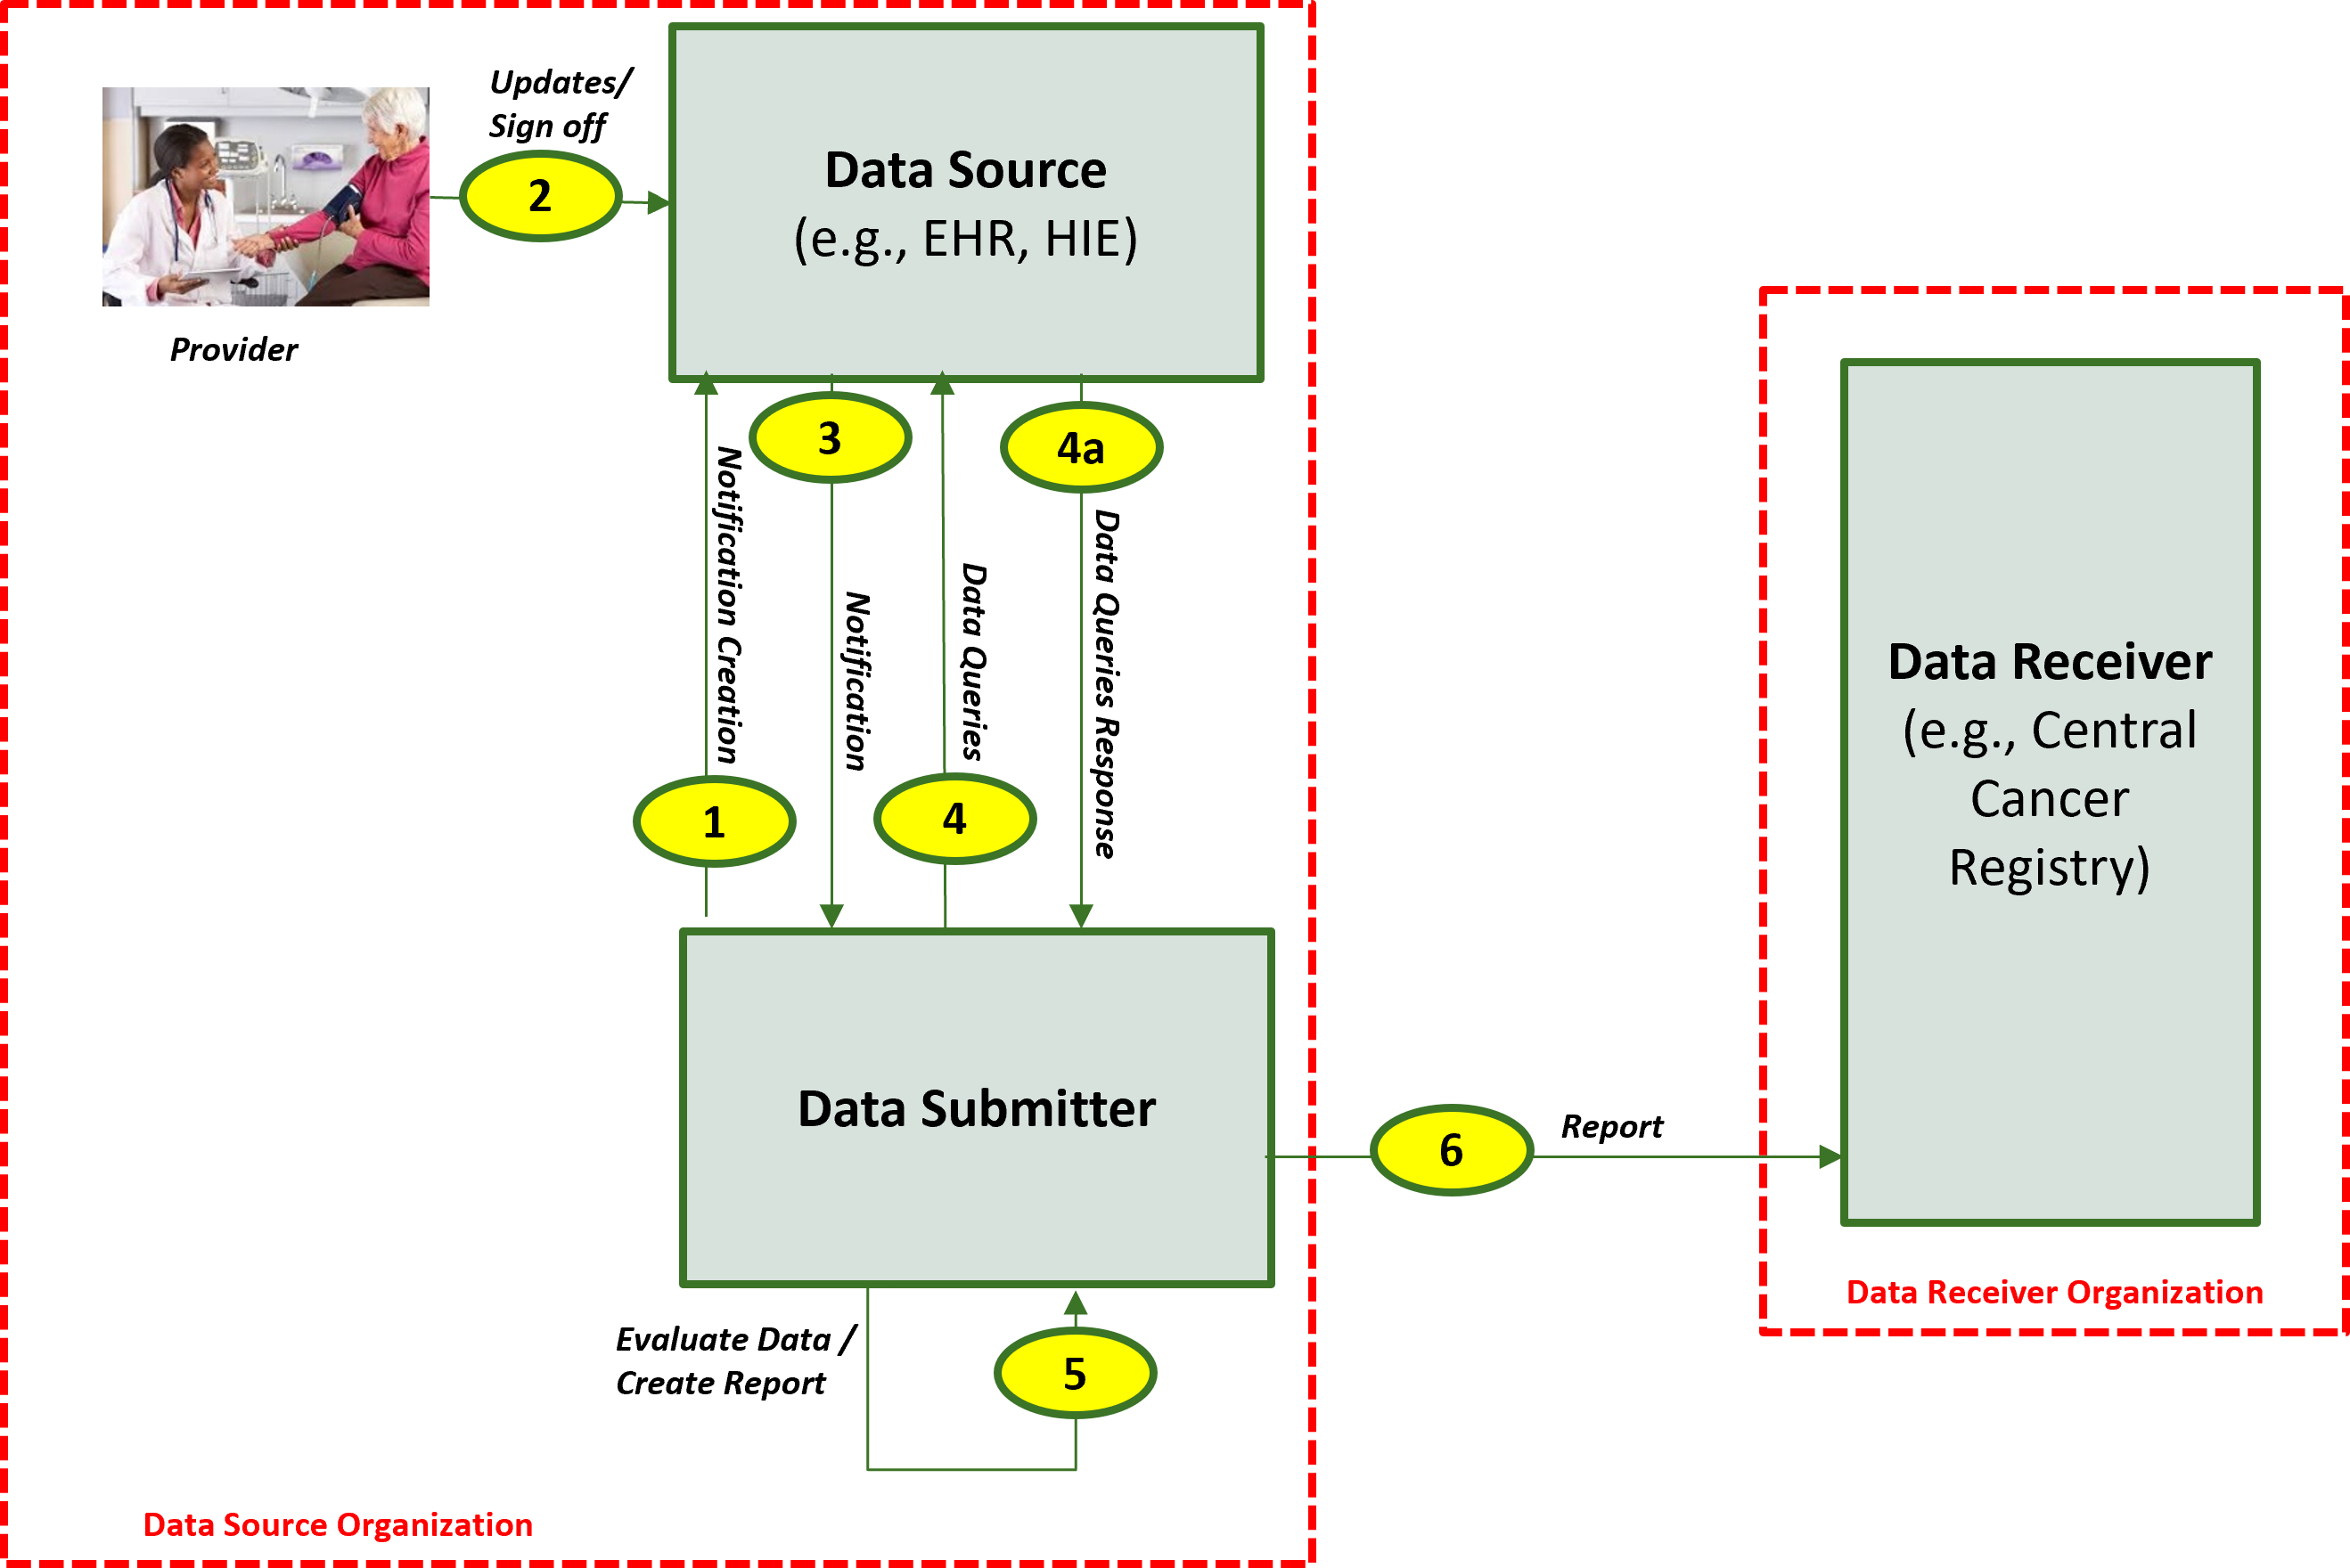 Updates/
Sign off
2
Provider
Data Source
(e.g., EHR, HIE)
3
4a
Notification Creation
Notification
Data Queries
Data Queries Response
1
4
Data Receiver
(e.g., Central
Cancer
Registry)
Data Submitter
6
Report
Evaluate Data /
Create Report
5
Data Receiver Organization
Data Source Organization